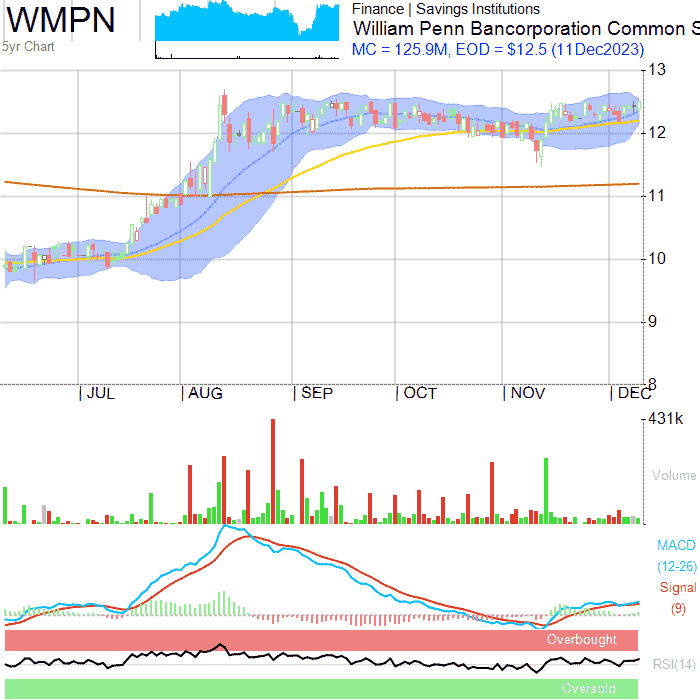 WMPN
5yr Chart
Finance | Savings Institutions
William Penn Bancorporation Common S
MC = 125.9M, EOD = $12.5 (11Dec2023)
13
12
11
10
9
8
JUL AUG SEP OCT NOV DEC
431k
Volume
MACD
(12-26)
Signal
(9)
Overbought
RSI(14)
Oversold